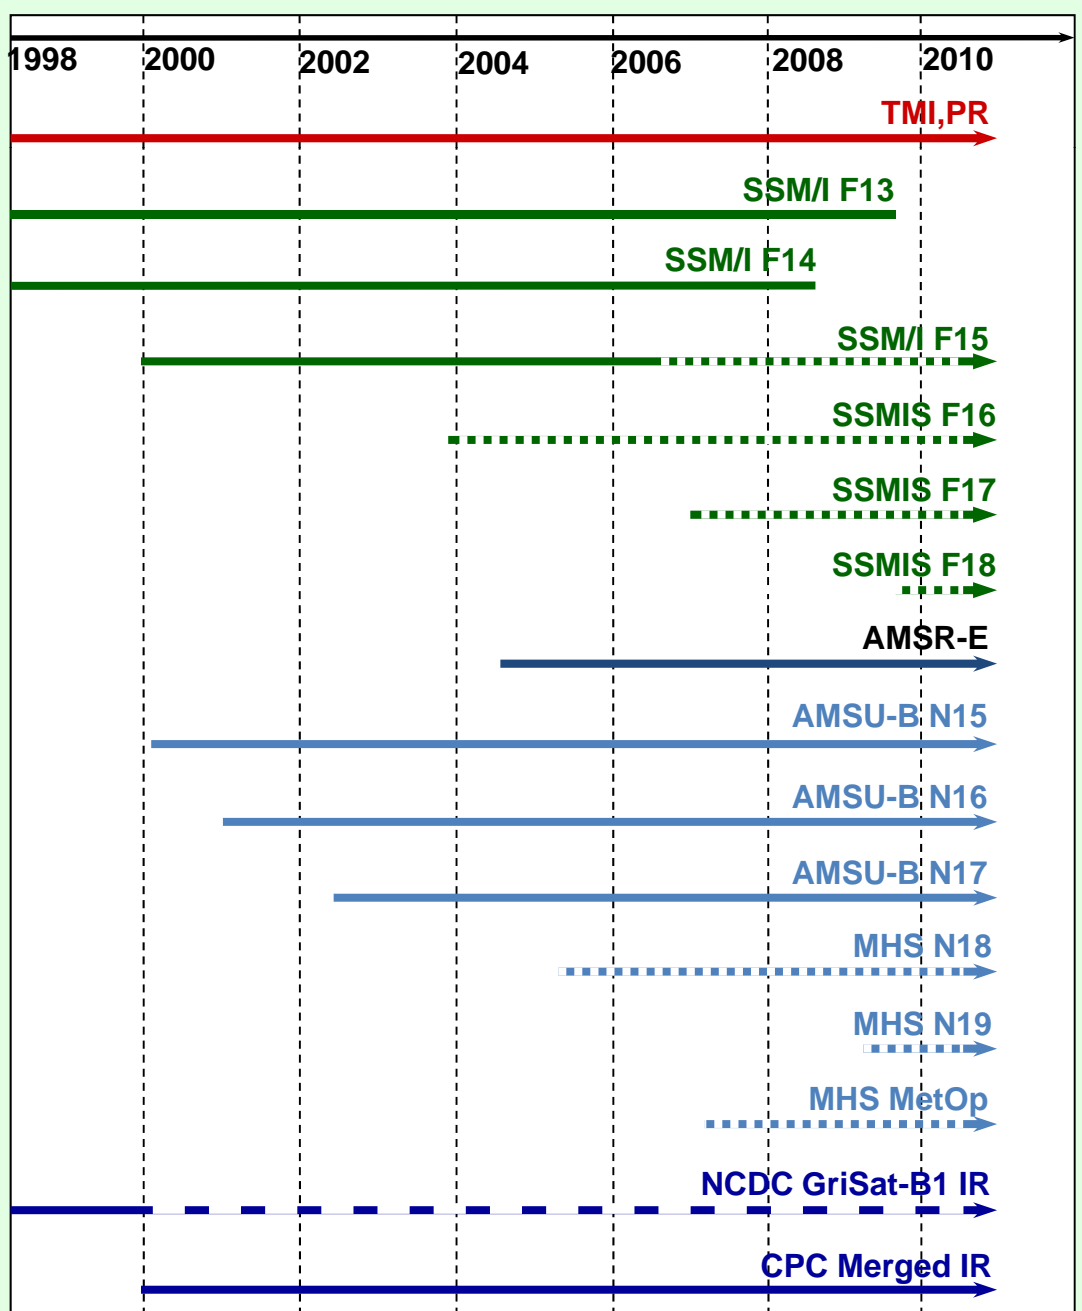 1998 2000 2002 2004 2006 2008 2010
TMI,PR
SSM/I F13
SSM/I F14
SSM/I F15
SSMIS F16
SSMIS F17
SSMIS F18
AMSR-E
AMSU-B N15
AMSU-B N16
AMSU-B N17
MHS N18
MHS N19
MHS MetOp
NCDC GriSat-B1 IR
CPC Merged IR